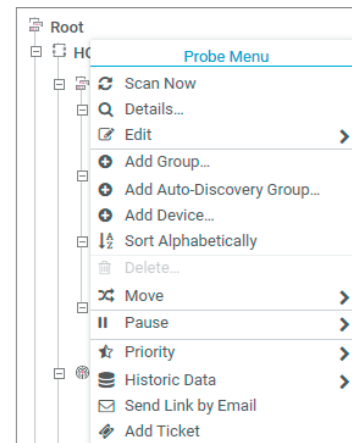 Root
HO
Probe Menu
Scan Now
Details...
Edit
Add Group...
Add Auto-Discovery Group...
Add Device...
Sort Alphabetically
Delete...
Move
Pause
Priority
Historic Data
Send Link by Email
Add Ticket